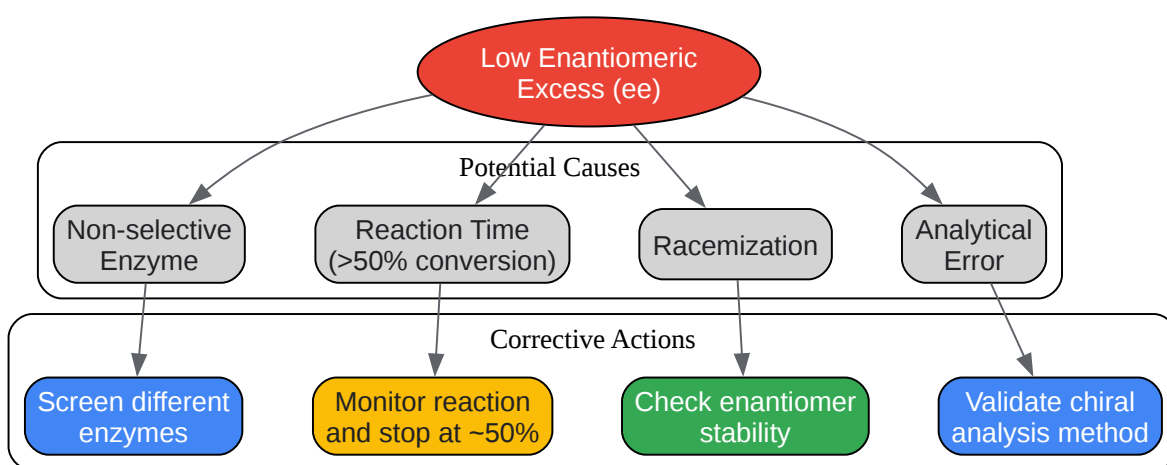 Low Enantiomeric
Excess (ee)
Potential Causes
Non-selective
Enzyme
Reaction Time
(>50% conversion)
Racemization
Analytical
Error
Corrective Actions
Screen different
enzymes
Monitor reaction
and stop at ~50%
Check enantiomer
stability
Validate chiral
analysis method